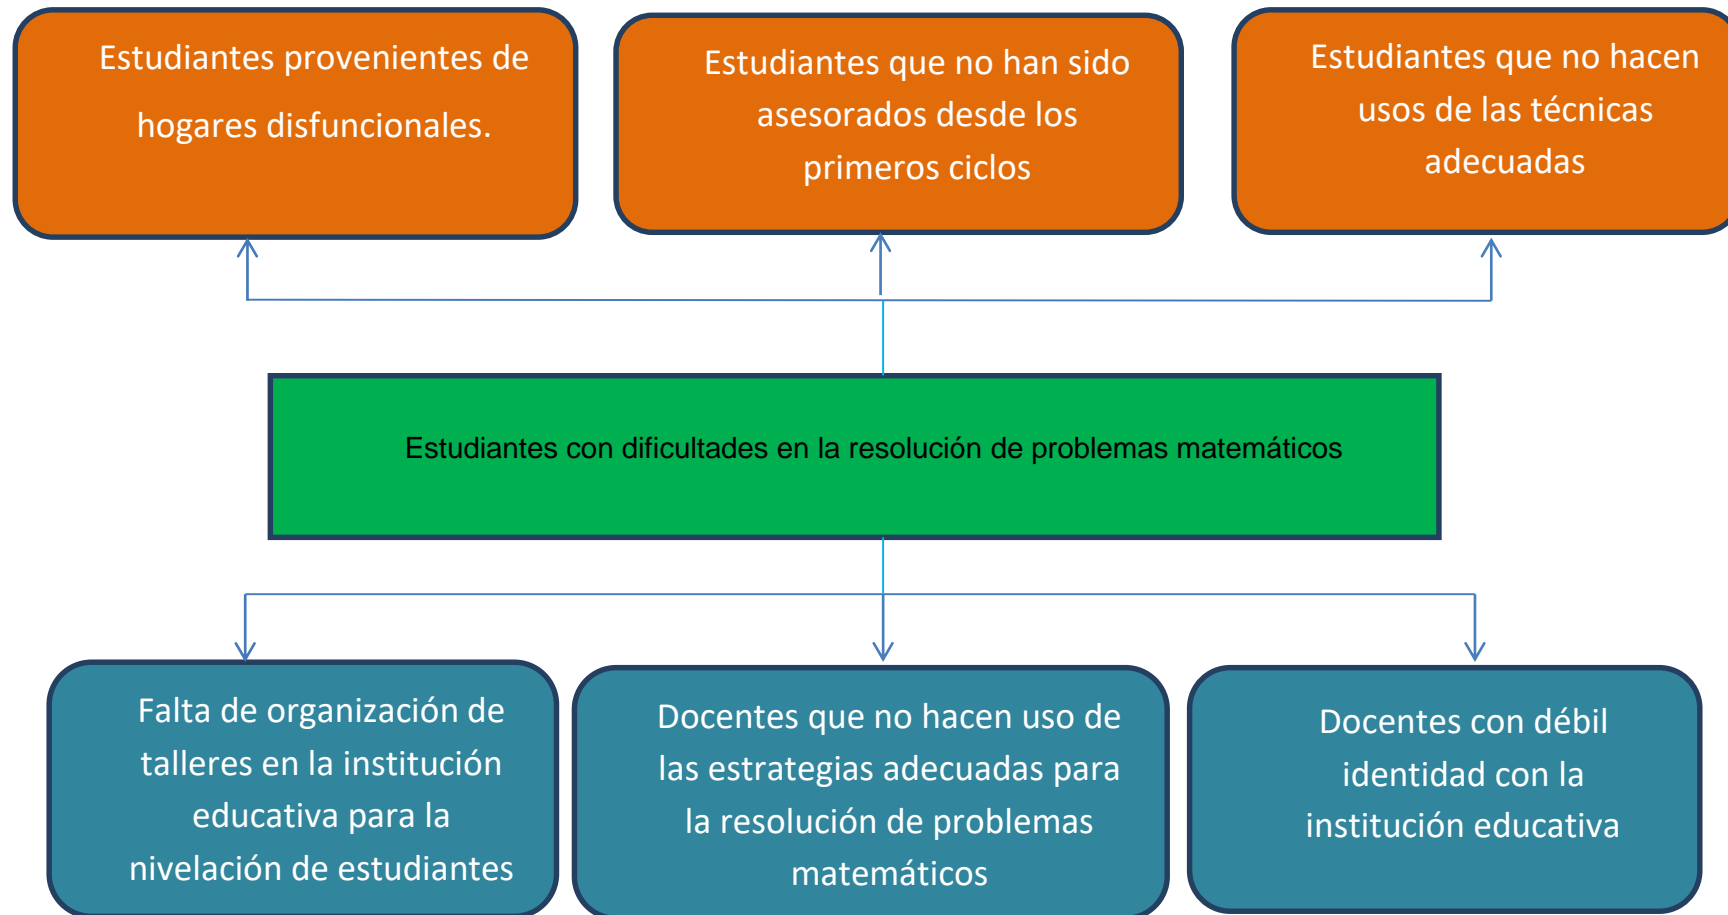 Estudiantes provenientes de
hogares disfuncionales.
Estudiantes que no han sido
asesorados desde los
primeros ciclos
Estudiantes que no hacen
usos de las técnicas
adecuadas
Estudiantes con dificultades en la resolución de problemas matemáticos
Falta de organización de
talleres en la institución
educativa para la
nivelación de estudiantes
Docentes que no hacen uso de
las estrategias adecuadas para
la resolución de problemas
matemáticos
Docentes con débil
identidad con la
institución educativa